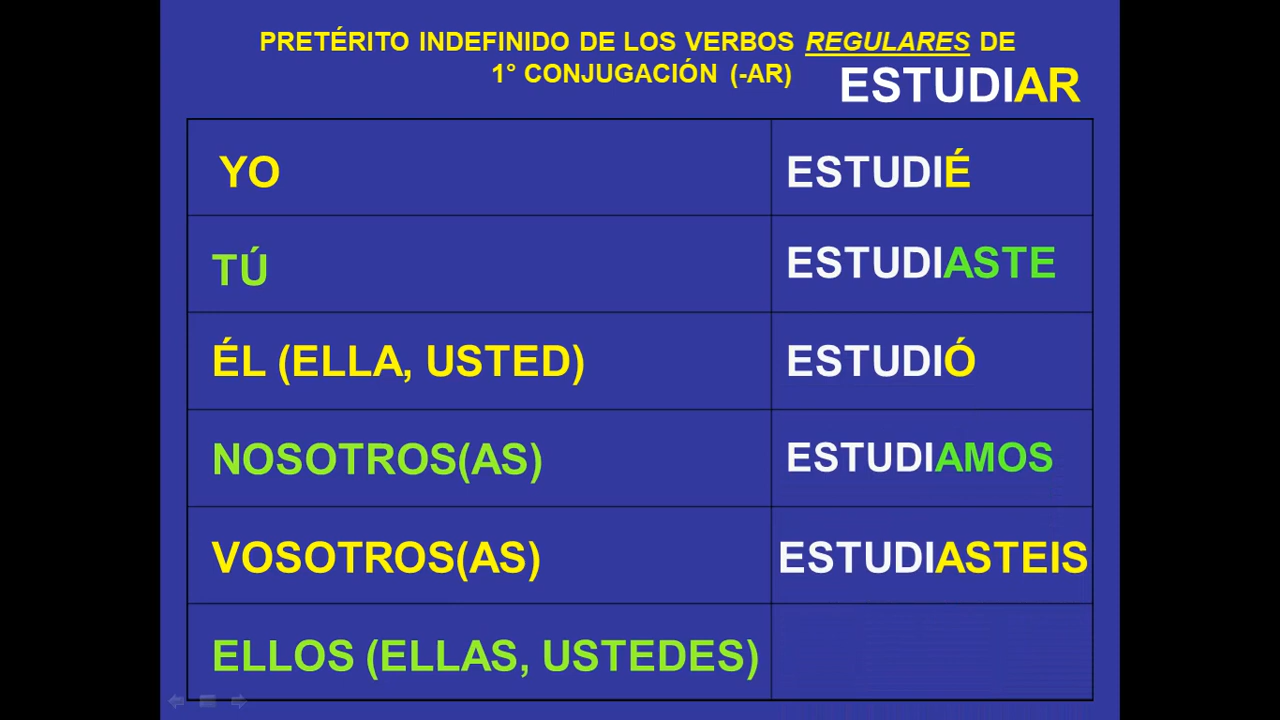 PRETÉRITO INDEFINIDO DE LOS VERBOS REGULARES DE
1° CONJUGACIÓN (-AR)
ESTUDIAR
YO ESTUDIÉ
TÚ ESTUDIASTE
ÉL (ELLA, USTED) ESTUDIÓ
NOSOTROS(AS) ESTUDIAMOS
VOSOTROS(AS) ESTUDIASTEIS
ELLOS (ELLAS, USTEDES)